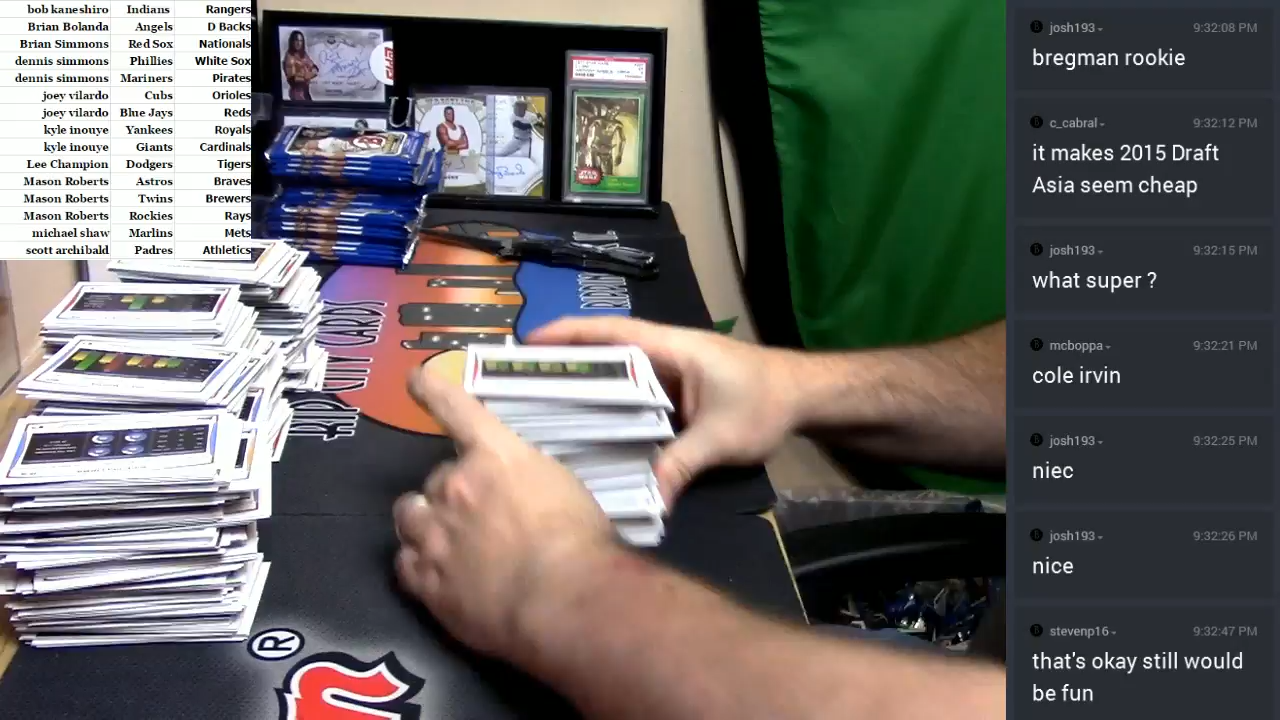 bob kaneshiro Indians Rangers
Brian Bolanda Angels D Backs
Brian Simmons Red Sox Nationals
dennis simmons Phillies White Sox
dennis simmons Mariners Pirates
joey vilardo Cubs Orioles
joey vilardo Blue Jays Reds
kyle inouye Yankees Royals
kyle inouye Giants Cardinals
Lee Champion Dodgers Tigers
Mason Roberts Astros Braves
Mason Roberts Twins Brewers
Mason Roberts Rockies Rays
michael shaw Marlins Mets
scott archibald Padres Athletics
STAR WARS
RIP CITY CARDS
®
josh193 9:32:08 PM
bregman rookie
c_cabral 9:32:12 PM
it makes 2015 Draft
Asia seem cheap
josh193 9:32:15 PM
what super ?
mcboppa 9:32:21 PM
cole irvin
josh193 9:32:25 PM
niec
josh193 9:32:26 PM
nice
stevenp16 9:32:47 PM
that's okay still would
be fun